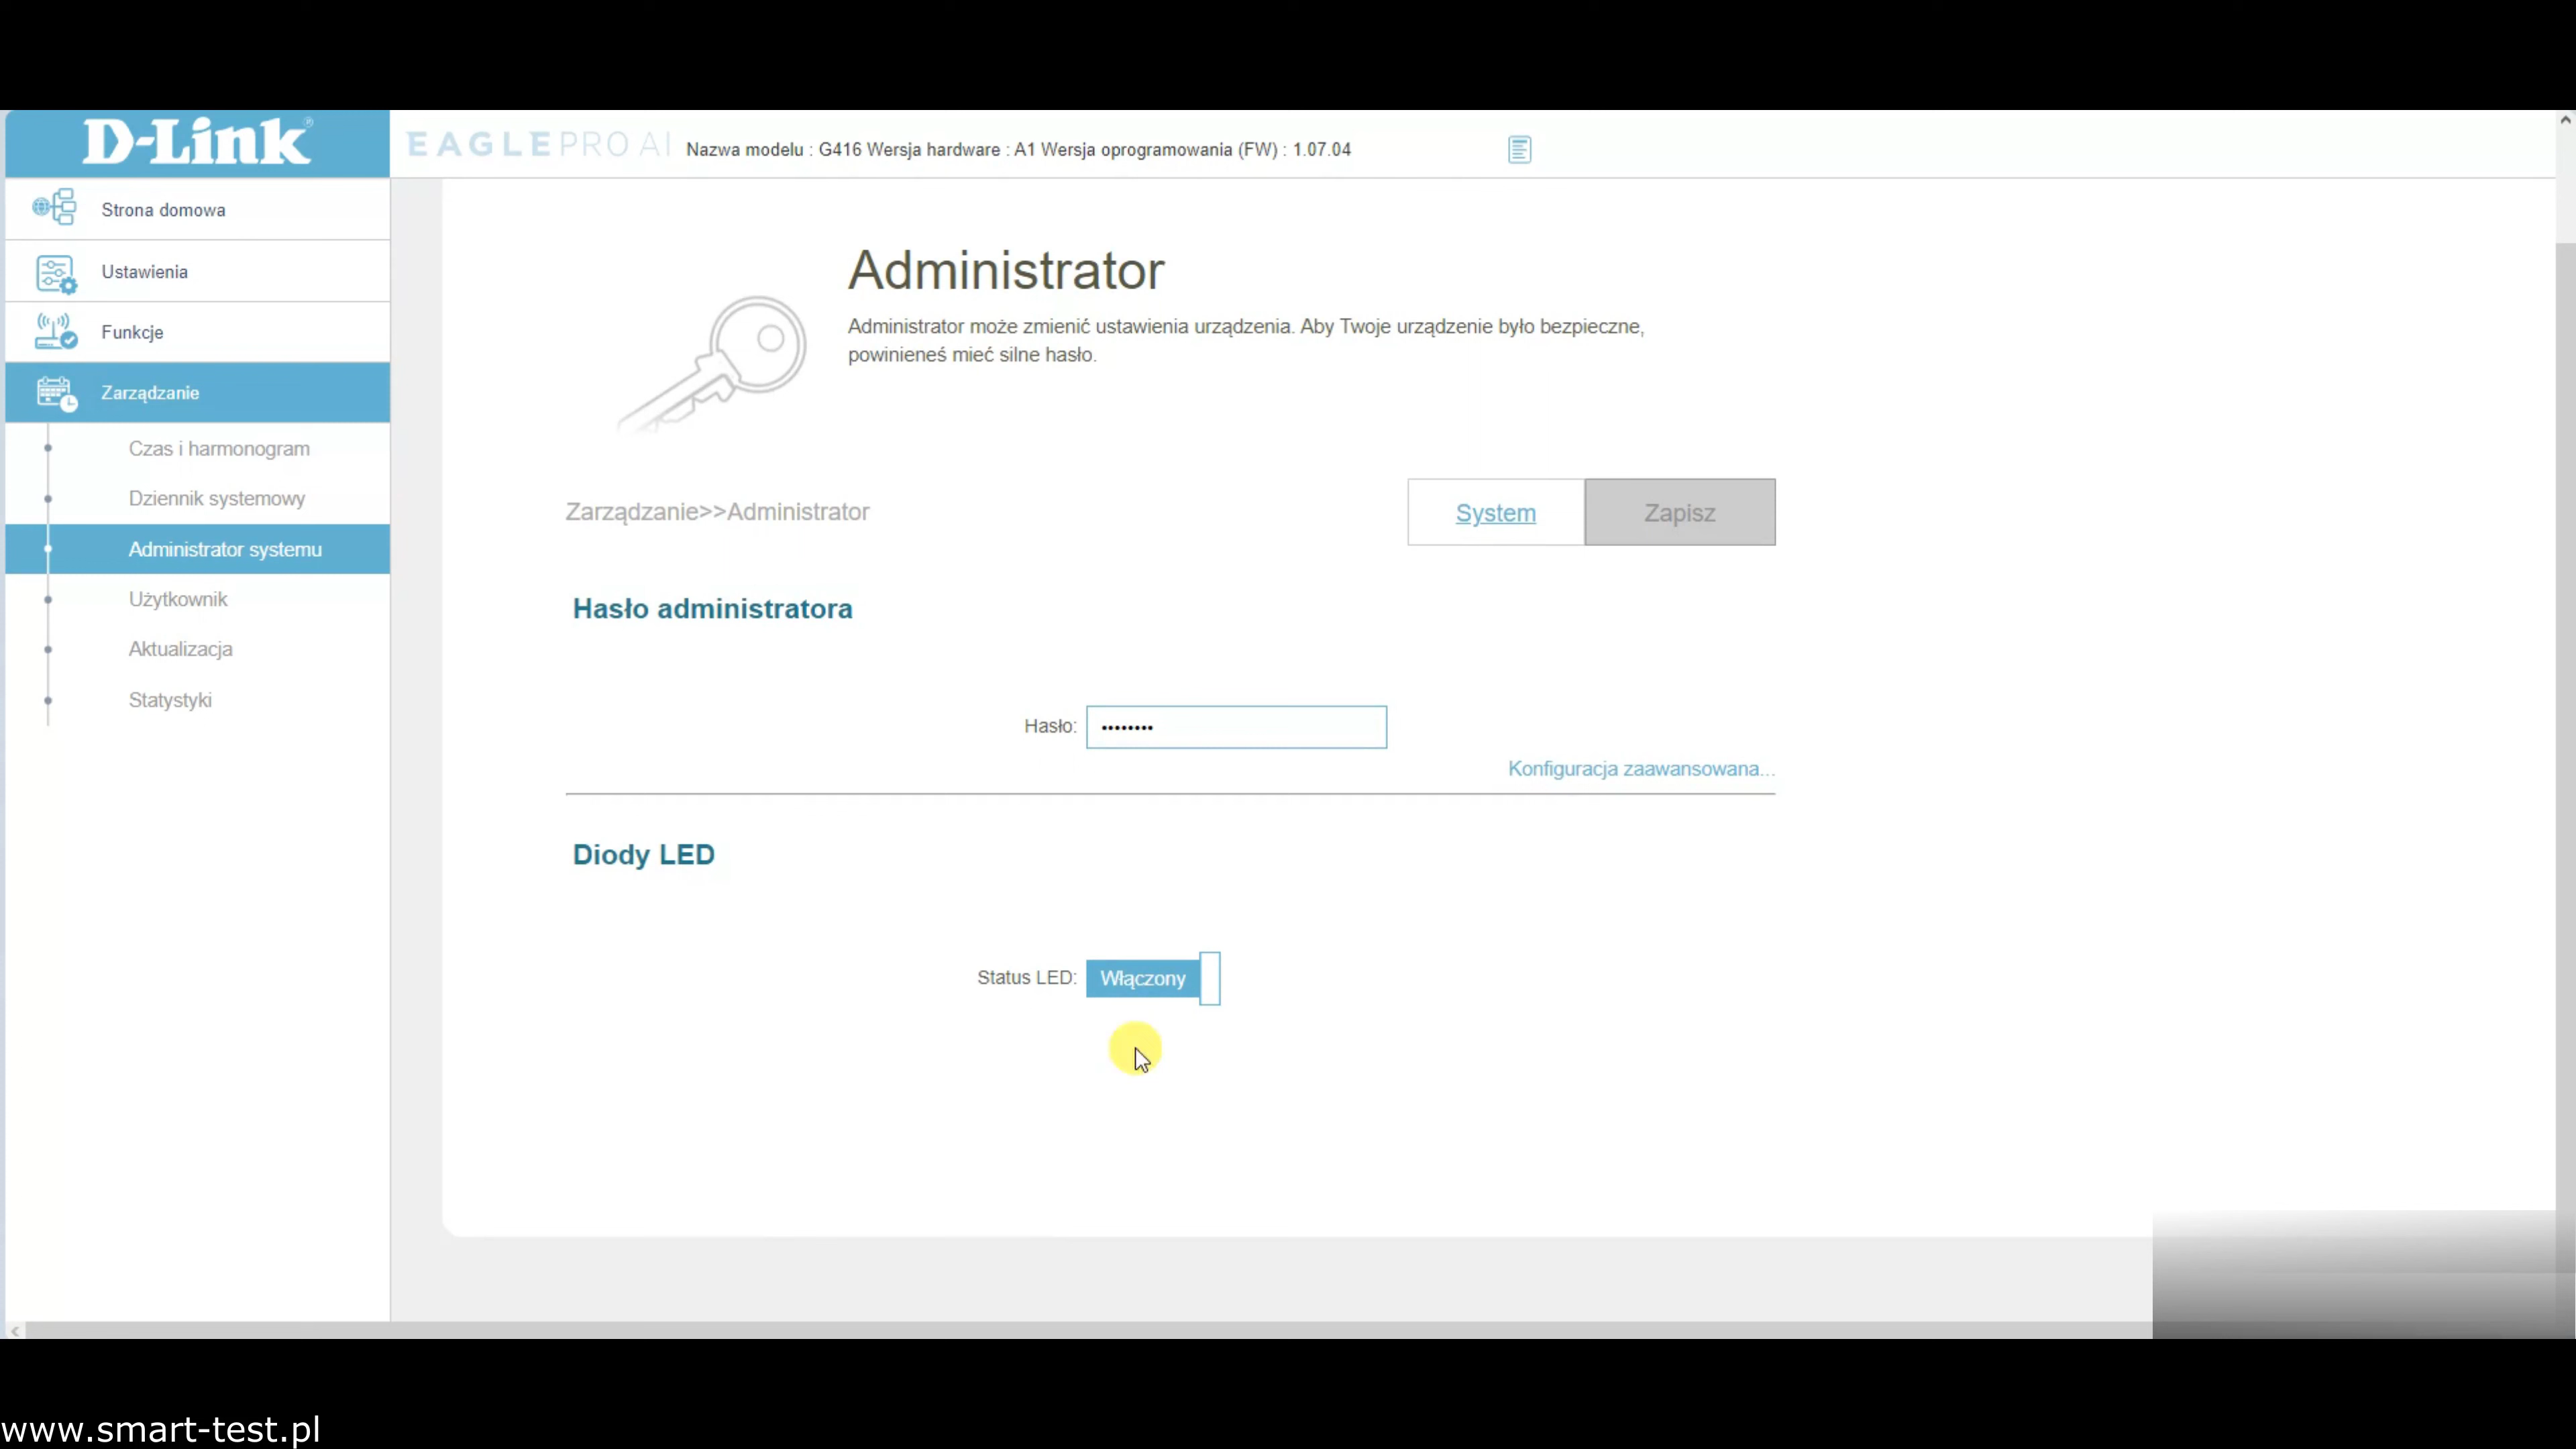 D-Link
EAGLE PRO AI
Nazwa modelu : G416 Wersja hardware : A1 Wersja oprogramowania (FW) : 1.07.04
Strona domowa
Ustawienia
Funkcje
Zarządzanie
Czas i harmonogram
Dziennik systemowy
Administrator systemu
Użytkownik
Aktualizacja
Statystyki
Administrator
Administrator może zmienić ustawienia urządzenia. Aby Twoje urządzenie było bezpieczne,
powinieneś mieć silne hasło.
Zarządzanie>>Administrator
System
Zapisz
Hasło administratora
Hasło: ••••••••
Konfiguracja zaawansowana...
Diody LED
Status LED: Włączony
www.smart-test.pl